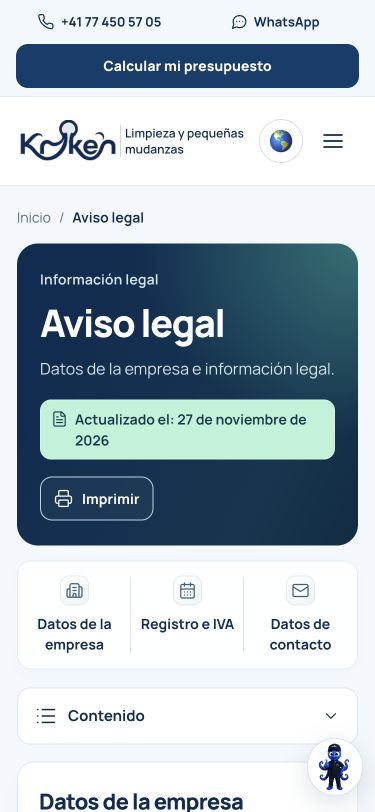 +41 77 450 57 05
WhatsApp
Calcular mi presupuesto
Kraken
Limpieza y pequeñas
mudanzas
Inicio / Aviso legal
Información legal
Aviso legal
Datos de la empresa e información legal.
Actualizado el: 27 de noviembre de
2026
Imprimir
Datos de la
empresa
Registro e IVA
Datos de
contacto
Contenido
Datos de la empresa